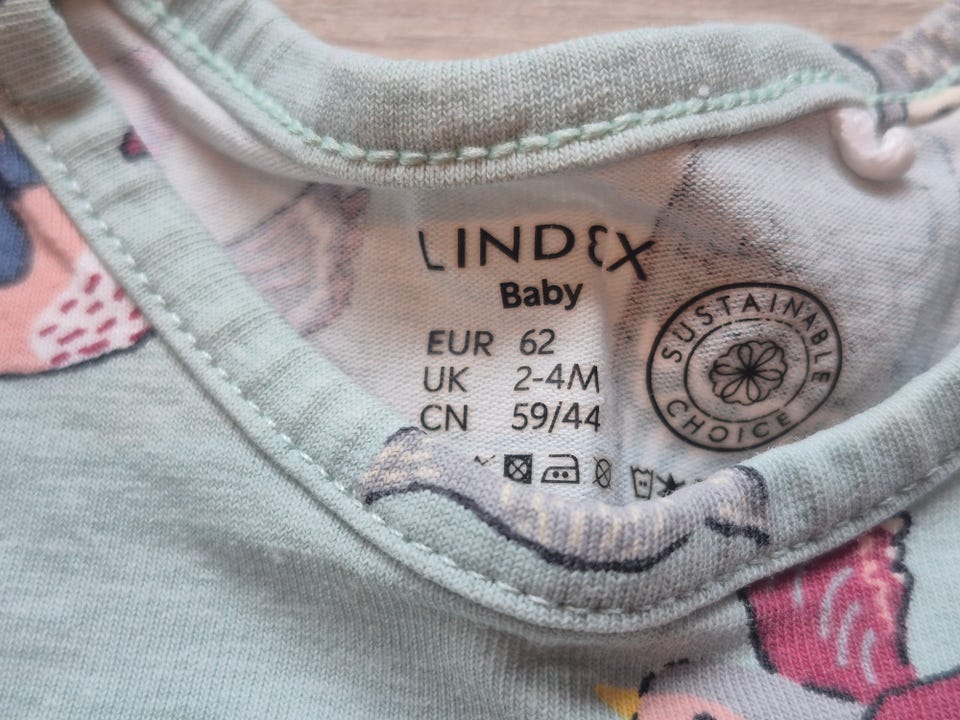 LINDEX
Baby
EUR 62
UK 2-4M
CN 59/44
SUSTAINABLE
CHOICE